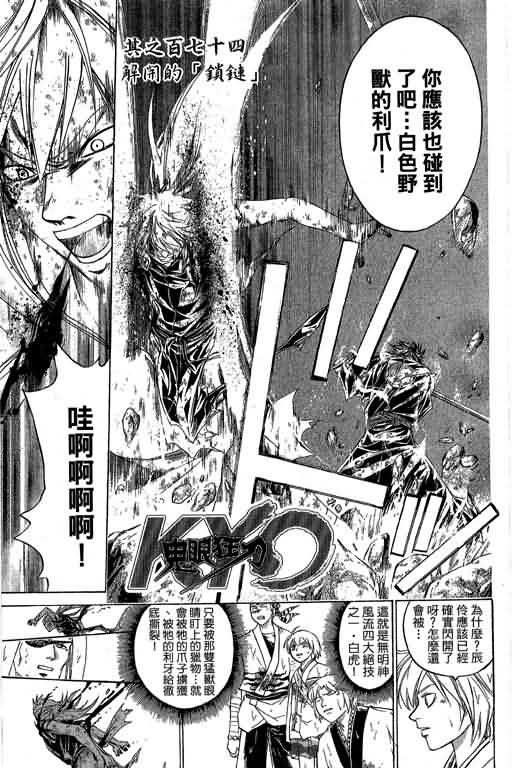 其之百七十四
解開的「鎖鏈」
你應該也碰到
了吧…白色野
獸的利爪！
哇啊啊啊啊！
KYO
鬼眼狂刀
為什麼？辰
伶應該已經
確實閃開了
呀？怎麼還
會被…
這就是無明神
風流四大絕技
之一．白虎！
只要被那雙猛獸眼
睛盯上的獵物…就
會被牠的爪子擄獲
、被牠的利牙給徹
底撕裂！